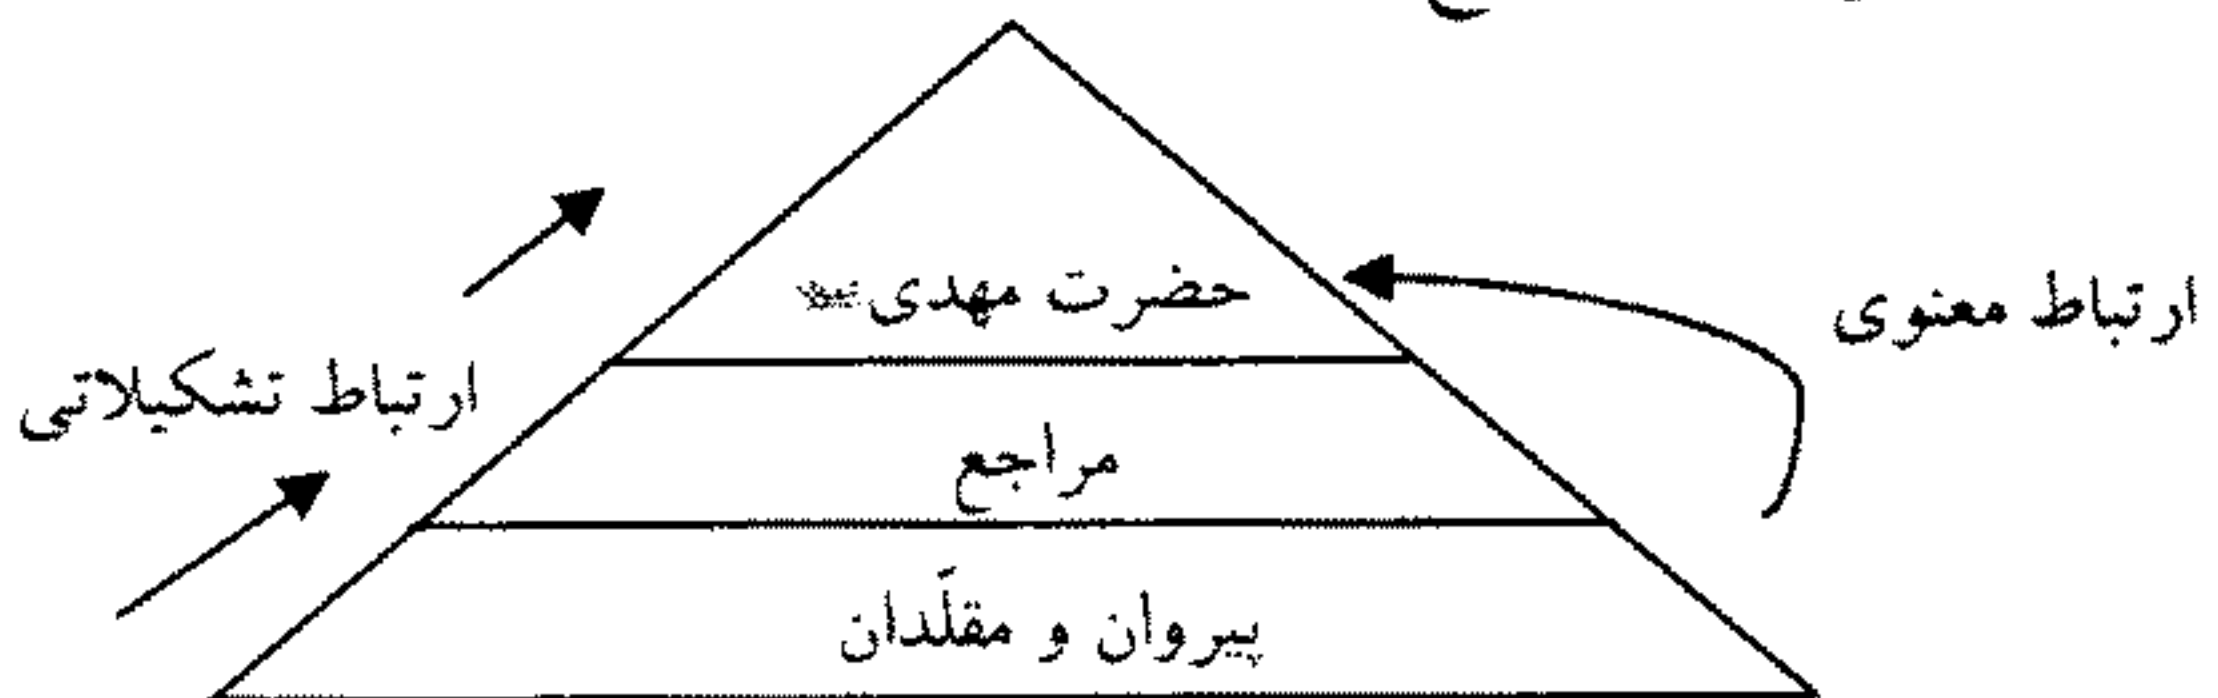 حضرت مهدی
ارتباط معنوی
ارتباط تشکیلاتی
مراجع
پیروان و مقلّدان